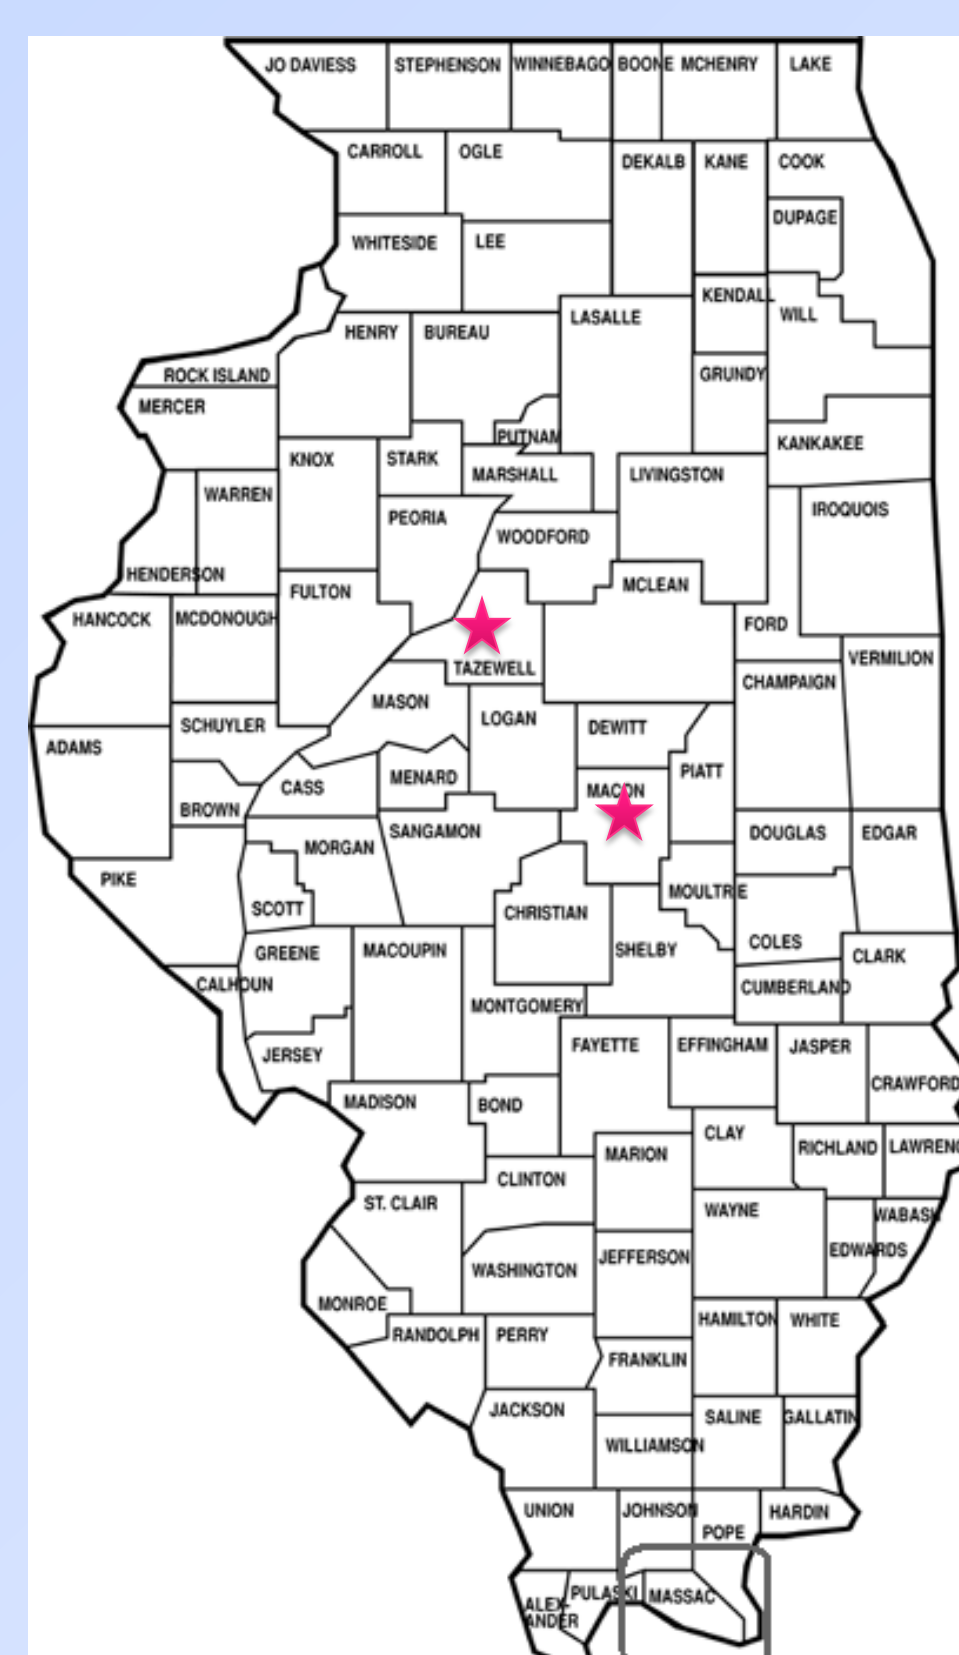 JO DAVIESS
STEPHENSON
WINNEBAGO
BOONE
MCHENRY
LAKE
CARROLL
OGLE
DEKALB
KANE
COOK
DUPAGE
WHITESIDE
LEE
KENDALL
WILL
LASALLE
HENRY
BUREAU
ROCK ISLAND
GRUNDY
MERCER
PUTNAM
KANKAKEE
KNOX
STARK
MARSHALL
LIVINGSTON
WARREN
PEORIA
IROQUOIS
WOODFORD
HENDERSON
FULTON
MCLEAN
HANCOCK
MCDONOUGH
FORD
VERMILION
TAZEWELL
CHAMPAIGN
MASON
SCHUYLER
LOGAN
DEWITT
ADAMS
PIATT
MENARD
CASS
MACON
BROWN
SANGAMON
DOUGLAS
EDGAR
MORGAN
PIKE
MOULTRIE
SCOTT
CHRISTIAN
COLES
GREENE
MACOUPIN
SHELBY
CLARK
CALHOUN
CUMBERLAND
MONTGOMERY
JERSEY
FAYETTE
EFFINGHAM
JASPER
CRAWFORD
MADISON
BOND
CLAY
RICHLAND
LAWRENC
MARION
CLINTON
ST. CLAIR
WAYNE
WABASH
EDWARDS
JEFFERSON
WASHINGTON
MONROE
HAMILTON
WHITE
RANDOLPH
PERRY
FRANKLIN
JACKSON
SALINE
GALLATIN
WILLIAMSON
UNION
JOHNSON
HARDIN
POPE
PULASKI
MASSAC
ALEX-
ANDER